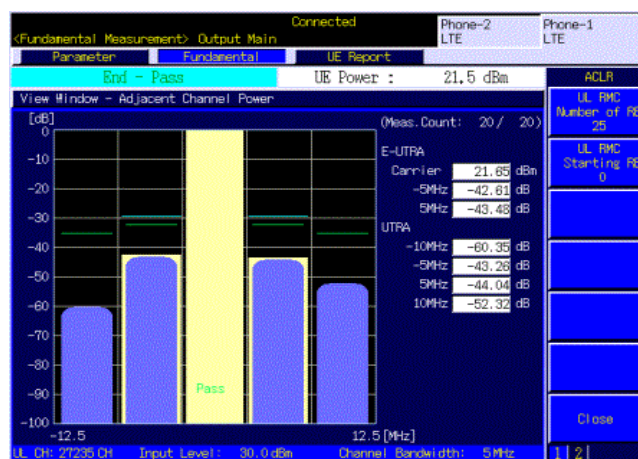 Connected
Phone-2
LTE
Phone-1
LTE
<Fundamental Measurement> Output Main
Parameter
Fundamental
UE Report
End - Pass
UE Power : 21.5 dBm
ACLR
View Window - Adjacent Channel Power
UL RMC
Number of RB
25
UL RMC
Starting RB
0
Close
1 2
[dB]
0
-10
-20
-30
-40
-50
-60
-70
-80
-90
-100
Pass
-12.5
12.5 [MHz]
(Meas.Count: 20/ 20)
E-UTRA
Carrier 21.65 dBm
-5MHz -42.61 dB
5MHz -43.48 dB
UTRA
-10MHz -60.35 dB
-5MHz -43.26 dB
5MHz -44.04 dB
10MHz -52.32 dB
UL CH: 27235 CH Input Level: 30.0 dBm Channel Bandwidth: 5MHz